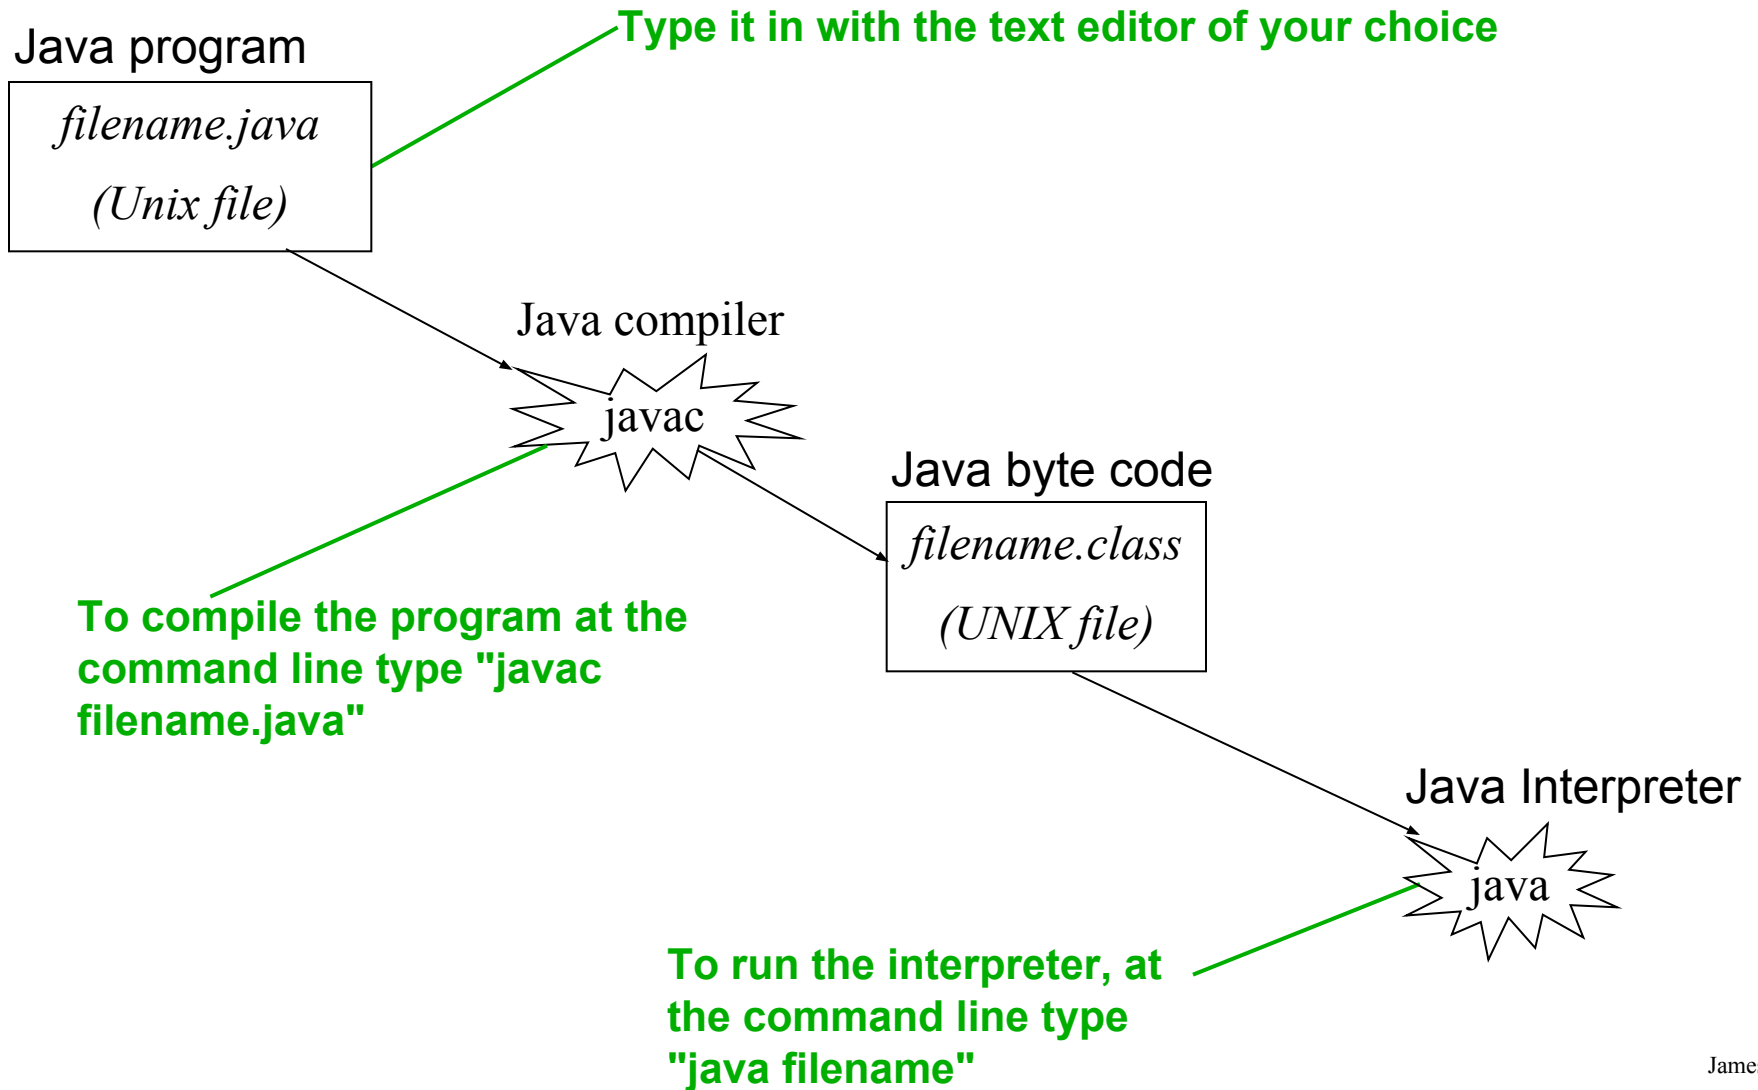 Type it in with the text editor of your choice
Java program
filename.java
(Unix file)
Java compiler
javac
Java byte code
filename.class
(UNIX file)
To compile the program at the
command line type "javac
filename.java"
Java Interpreter
java
To run the interpreter, at
the command line type
"java filename"
Jame